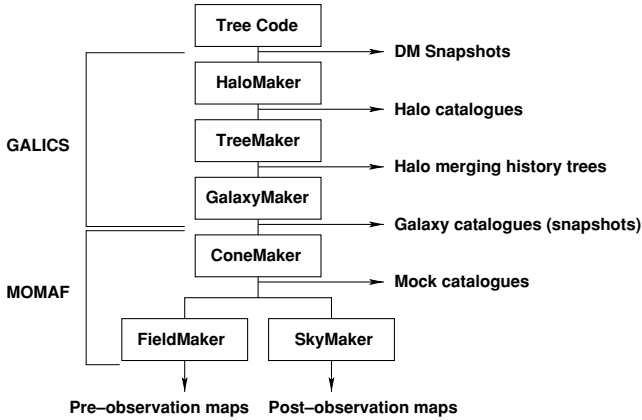 Tree Code
DM Snapshots
HaloMaker
Halo catalogues
GALICS
TreeMaker
Halo merging history trees
GalaxyMaker
Galaxy catalogues (snapshots)
ConeMaker
MOMAF
Mock catalogues
FieldMaker
SkyMaker
Pre–observation maps
Post–observation maps